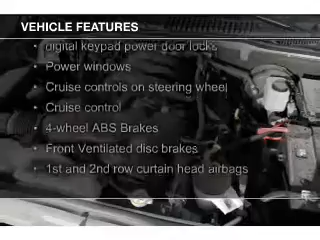 VEHICLE FEATURES
• digital keypad power door locks
• Power windows
• Cruise controls on steering wheel
• Cruise control
• 4-wheel ABS Brakes
• Front Ventilated disc brakes
• 1st and 2nd row curtain head airbags